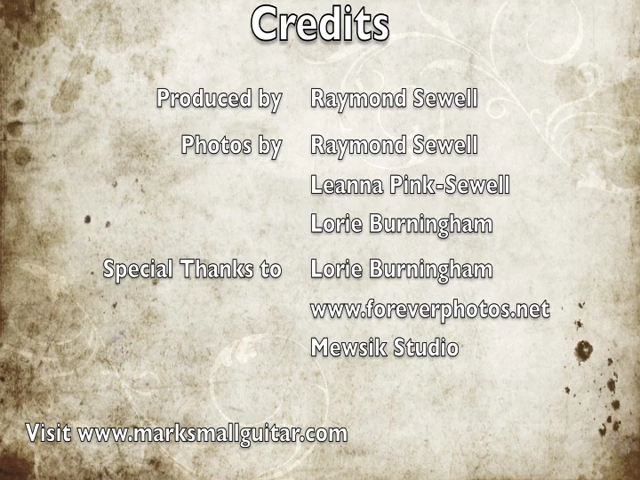 Credits
Produced by Raymond Sewell
Photos by Raymond Sewell
Leanna Pink-Sewell
Lorie Burningham
Special Thanks to Lorie Burningham
www.foreverphotos.net
Mewsik Studio
Visit www.marksmallguitar.com